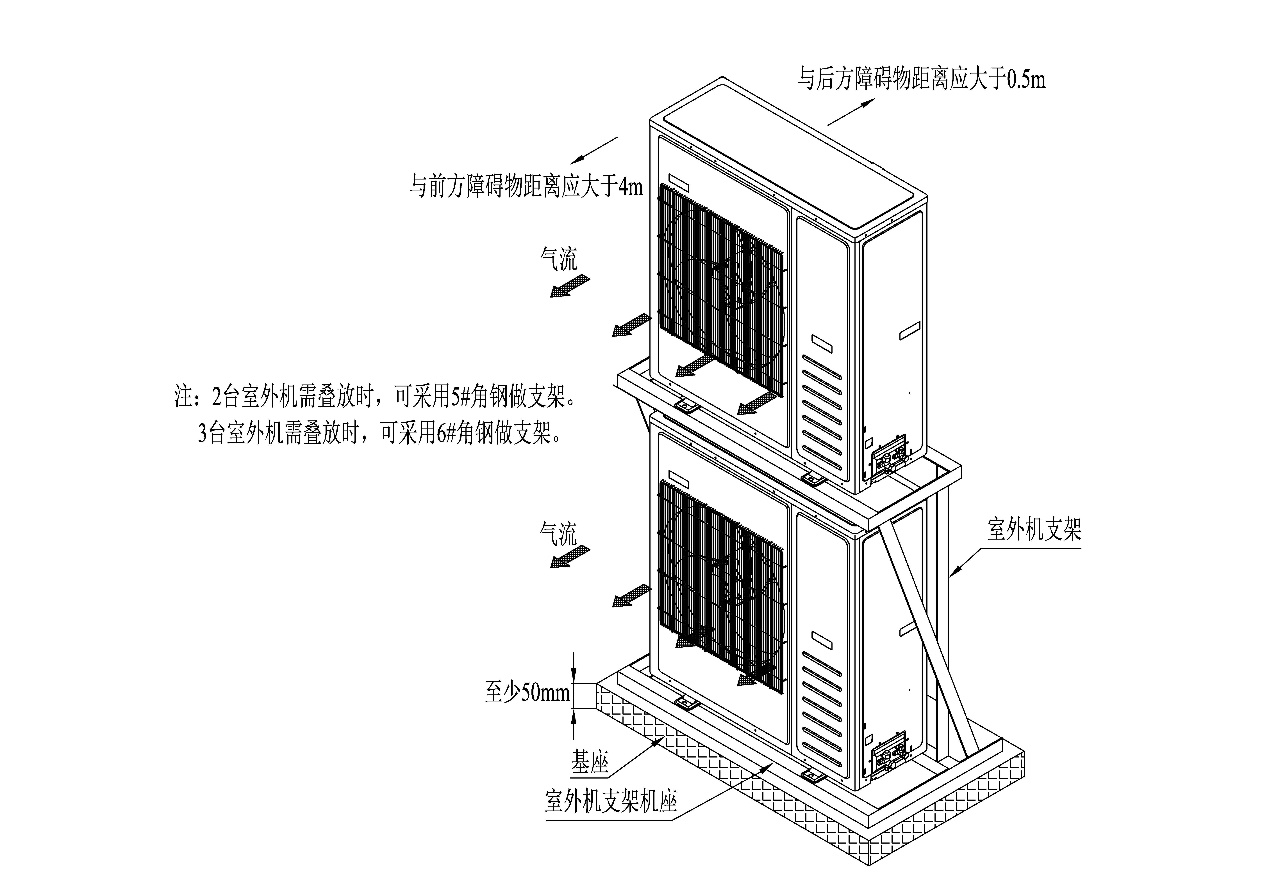 与后方障碍物距离应大于0.5m
与前方障碍物距离应大于4m
气流
注：2台室外机需叠放时，可采用5#角钢做支架。
3台室外机需叠放时，可采用6#角钢做支架。
气流
室外机支架
至少50mm
基座
室外机支架机座